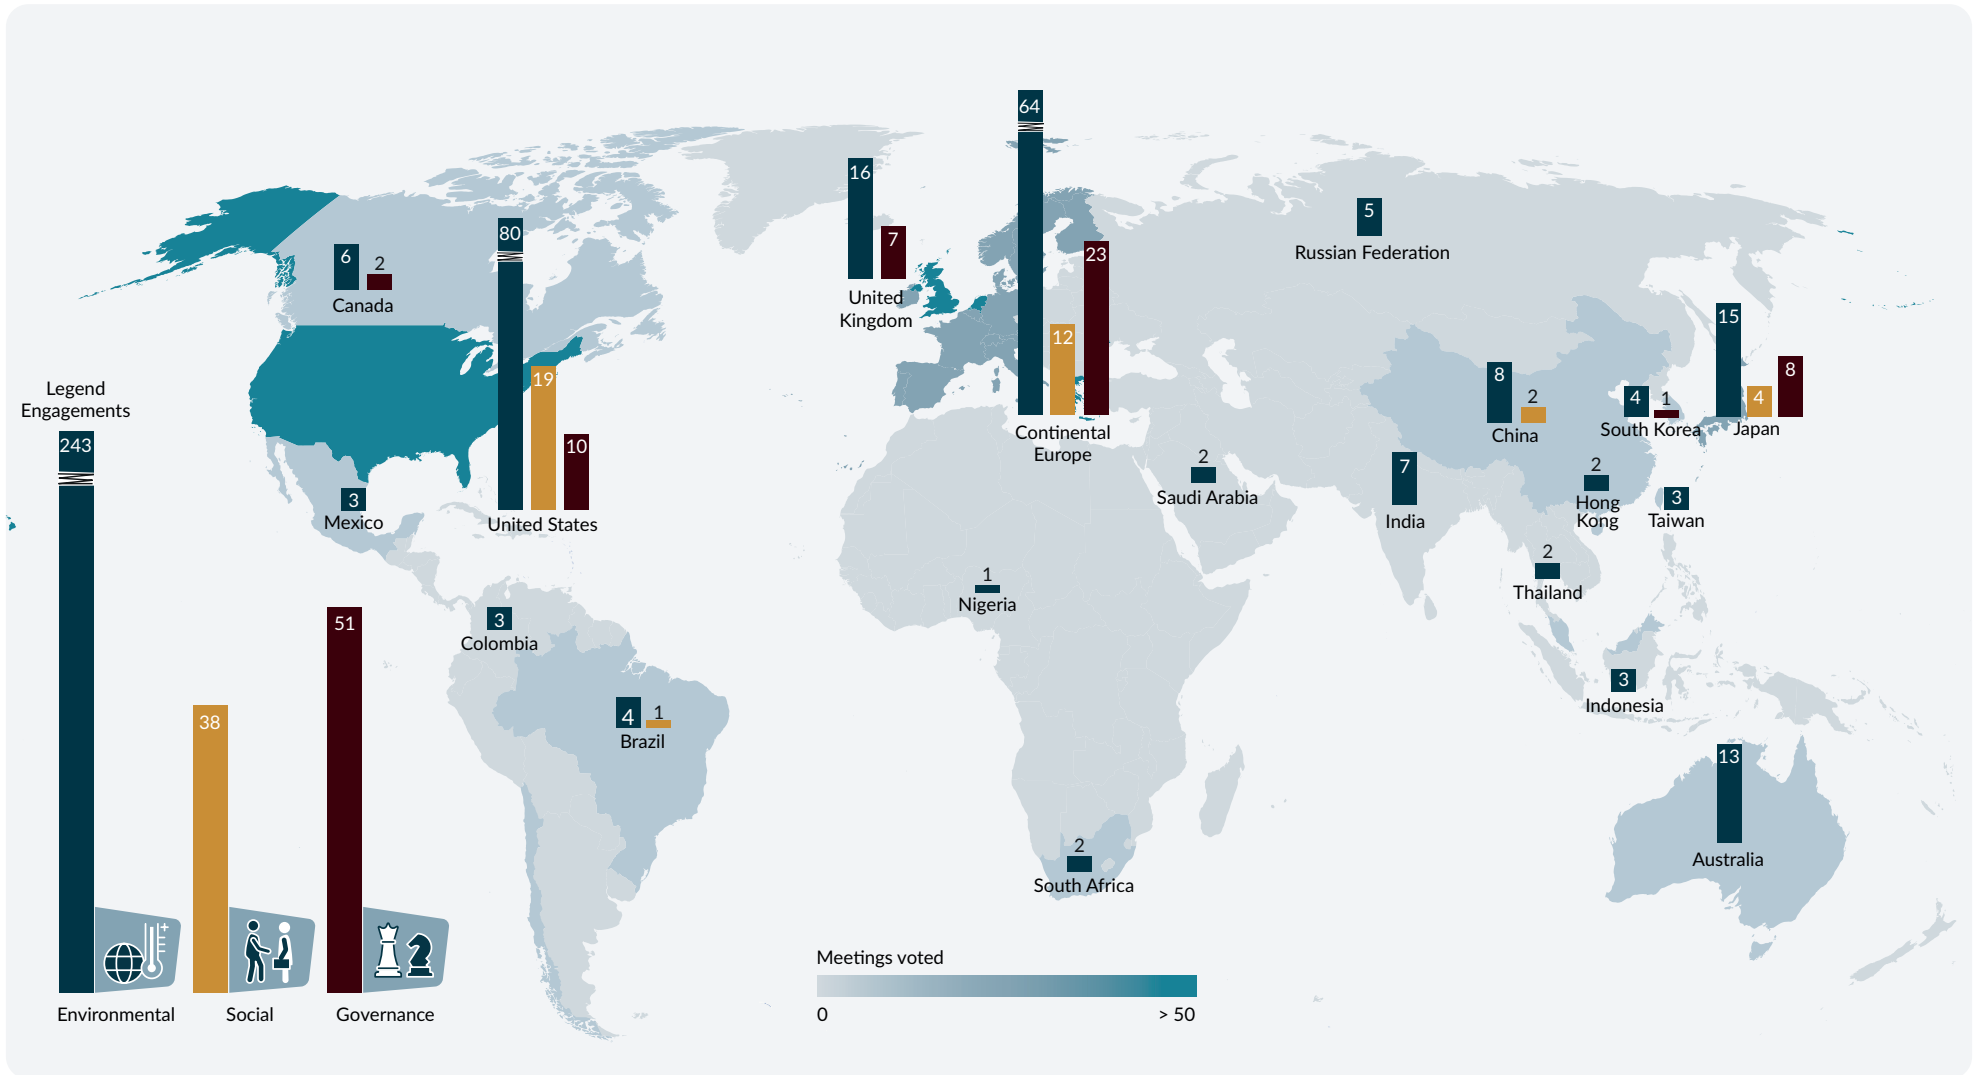 Legend
Engagements
243
38
51
Environmental
Social
Governance
6
2
Canada
80
19
10
United States
3
Mexico
3
Colombia
4
1
Brazil
16
7
United
Kingdom
64
12
23
Continental
Europe
5
Russian Federation
2
Saudi Arabia
1
Nigeria
2
South Africa
7
India
8
2
China
4
1
South Korea
15
4
8
Japan
2
Hong
Kong
3
Taiwan
2
Thailand
3
Indonesia
13
Australia
Meetings voted
0
> 50